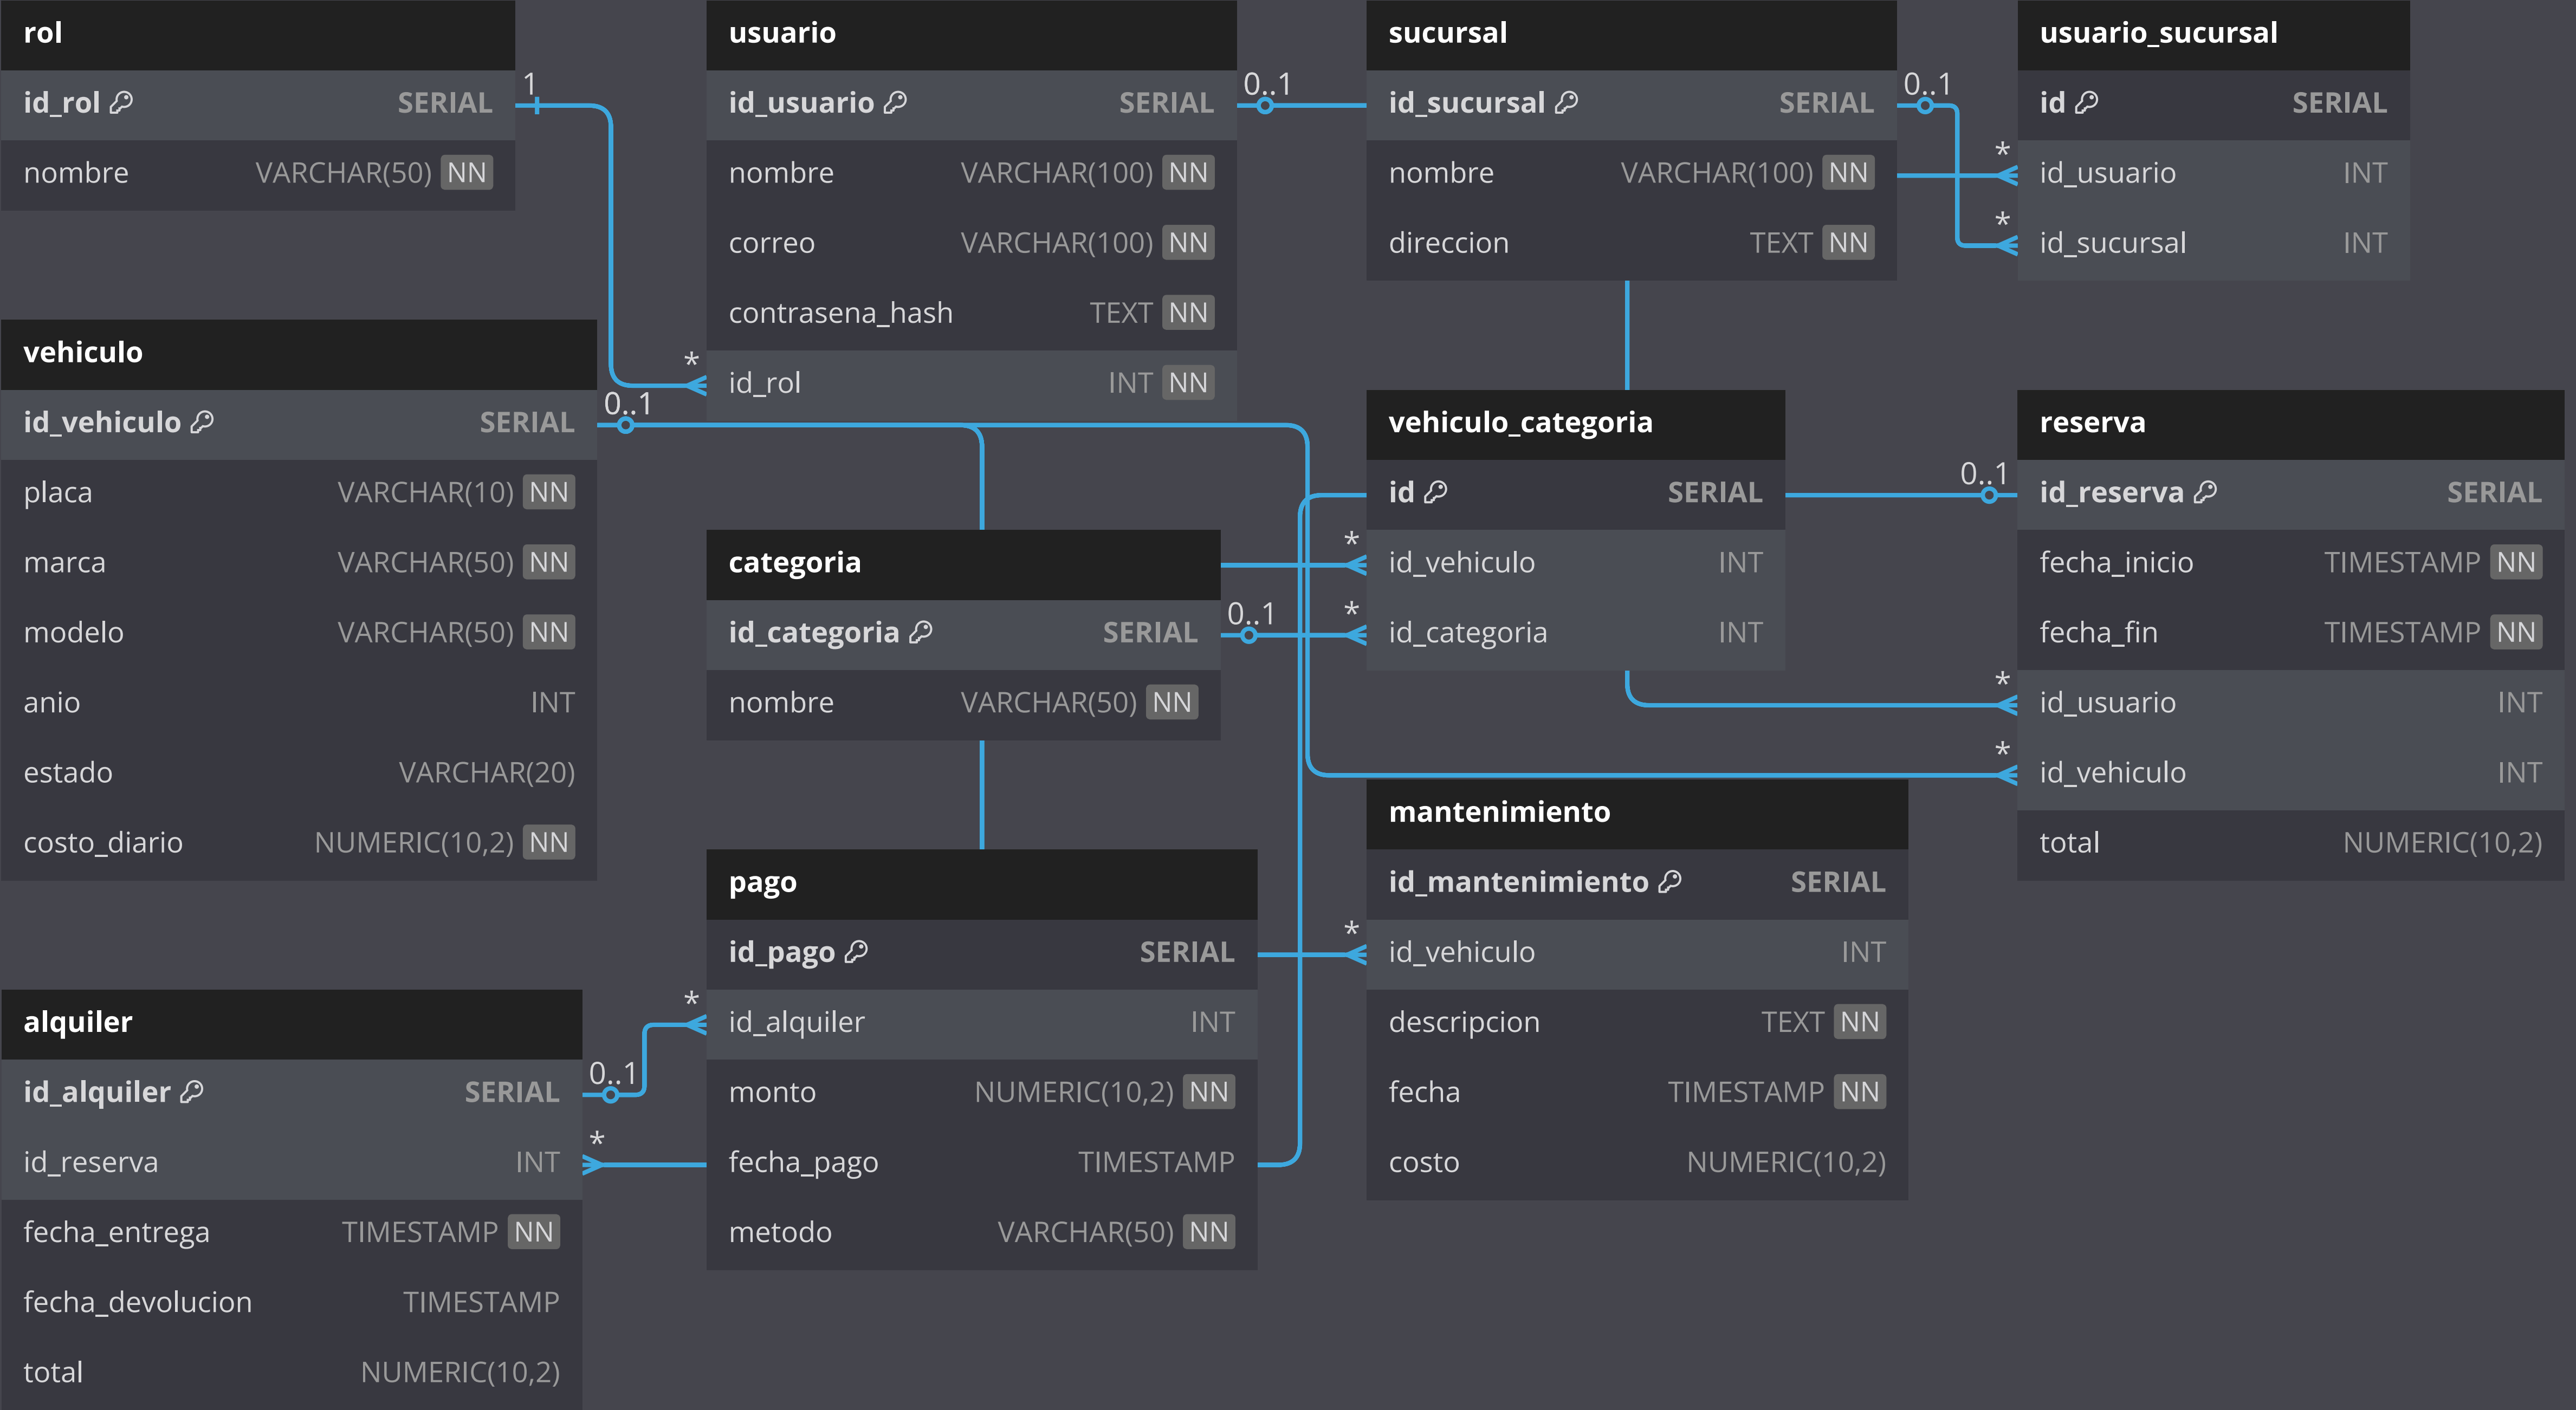 rol
id_rol SERIAL
nombre VARCHAR(50) NN
1
*
usuario
id_usuario SERIAL
nombre VARCHAR(100) NN
correo VARCHAR(100) NN
contrasena_hash TEXT NN
id_rol INT NN
0..1
sucursal
id_sucursal SERIAL
nombre VARCHAR(100) NN
direccion TEXT NN
0..1
*
*
usuario_sucursal
id SERIAL
id_usuario INT
id_sucursal INT
vehiculo
id_vehiculo SERIAL
placa VARCHAR(10) NN
marca VARCHAR(50) NN
modelo VARCHAR(50) NN
anio INT
estado VARCHAR(20)
costo_diario NUMERIC(10,2) NN
0..1
categoria
id_categoria SERIAL
nombre VARCHAR(50) NN
0..1
*
*
vehiculo_categoria
id SERIAL
id_vehiculo INT
id_categoria INT
0..1
*
*
reserva
id_reserva SERIAL
fecha_inicio TIMESTAMP NN
fecha_fin TIMESTAMP NN
id_usuario INT
id_vehiculo INT
total NUMERIC(10,2)
alquiler
id_alquiler SERIAL
id_reserva INT
fecha_entrega TIMESTAMP NN
fecha_devolucion TIMESTAMP
total NUMERIC(10,2)
0..1
*
*
pago
id_pago SERIAL
id_alquiler INT
monto NUMERIC(10,2) NN
fecha_pago TIMESTAMP
metodo VARCHAR(50) NN
*
mantenimiento
id_mantenimiento SERIAL
id_vehiculo INT
descripcion TEXT NN
fecha TIMESTAMP NN
costo NUMERIC(10,2)